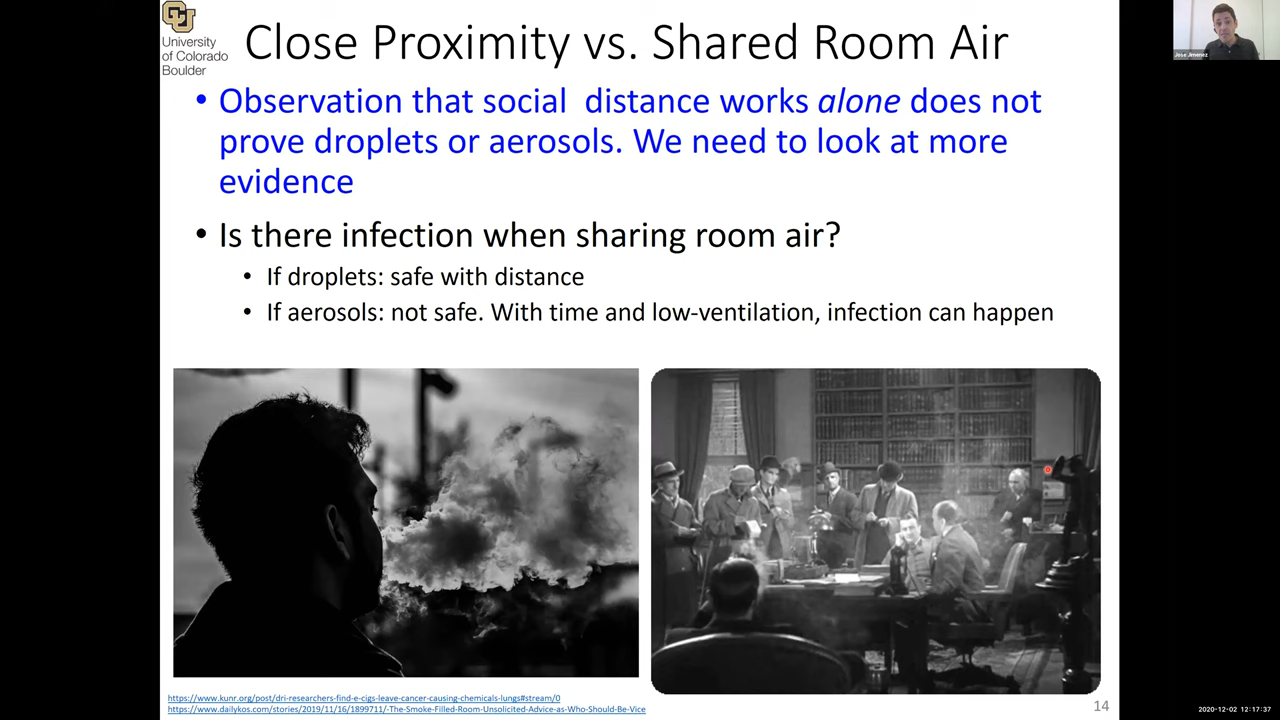 University
of Colorado
Boulder
Close Proximity vs. Shared Room Air
Jose Jimenez
• Observation that social  distance works alone does not
prove droplets or aerosols. We need to look at more
evidence
• Is there infection when sharing room air?
• If droplets: safe with distance
• If aerosols: not safe. With time and low-ventilation, infection can happen
https://www.kunr.org/post/dri-researchers-find-e-cigs-leave-cancer-causing-chemicals-lungs#stream/0
https://www.dailykos.com/stories/2019/11/16/1899711/-The-Smoke-Filled-Room-Unsolicited-Advice-as-Who-Should-Be-Vice
14
2020-12-02 12:17:37